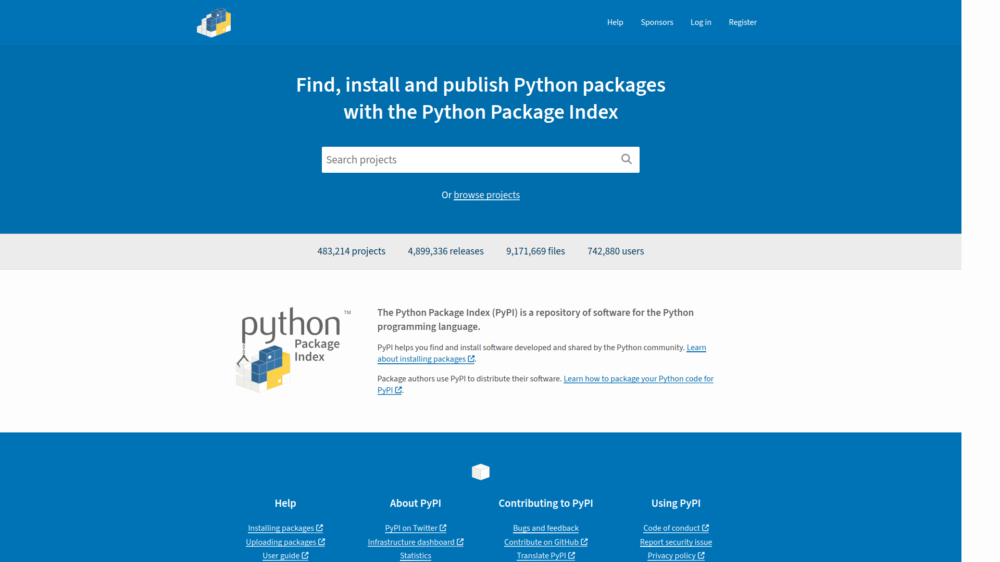 Help Sponsors Log in Register
Find, install and publish Python packages
with the Python Package Index
Search projects
Or browse projects
483,214 projects 4,899,336 releases 9,171,669 files 742,880 users
python TM
Package
Index
The Python Package Index (PyPI) is a repository of software for the Python
programming language.
PyPI helps you find and install software developed and shared by the Python community. Learn
about installing packages.
Package authors use PyPI to distribute their software. Learn how to package your Python code for
PyPI.
Help
Installing packages
Uploading packages
User guide
About PyPI
PyPI on Twitter
Infrastructure dashboard
Statistics
Contributing to PyPI
Bugs and feedback
Contribute on GitHub
Translate PyPI
Using PyPI
Code of conduct
Report security issue
Privacy policy